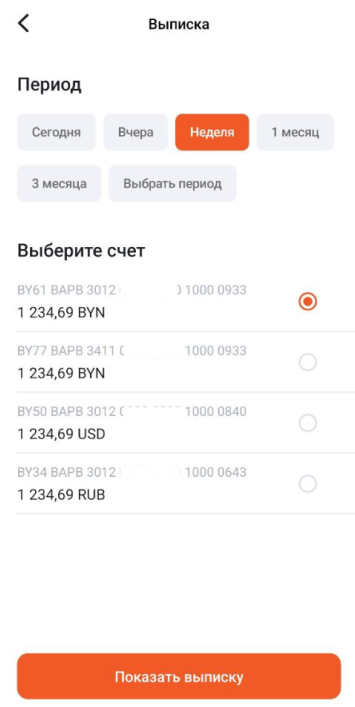 Выписка
Период
Сегодня Вчера Неделя 1 месяц
3 месяца Выбрать период
Выберите счет
BY61 BAPB 3012 1000 0933
1 234,69 BYN
BY77 BAPB 3411 1000 0933
1 234,69 BYN
BY50 BAPB 3012 1000 0840
1 234,69 USD
BY34 BAPB 3012 1000 0643
1 234,69 RUB
Показать выписку